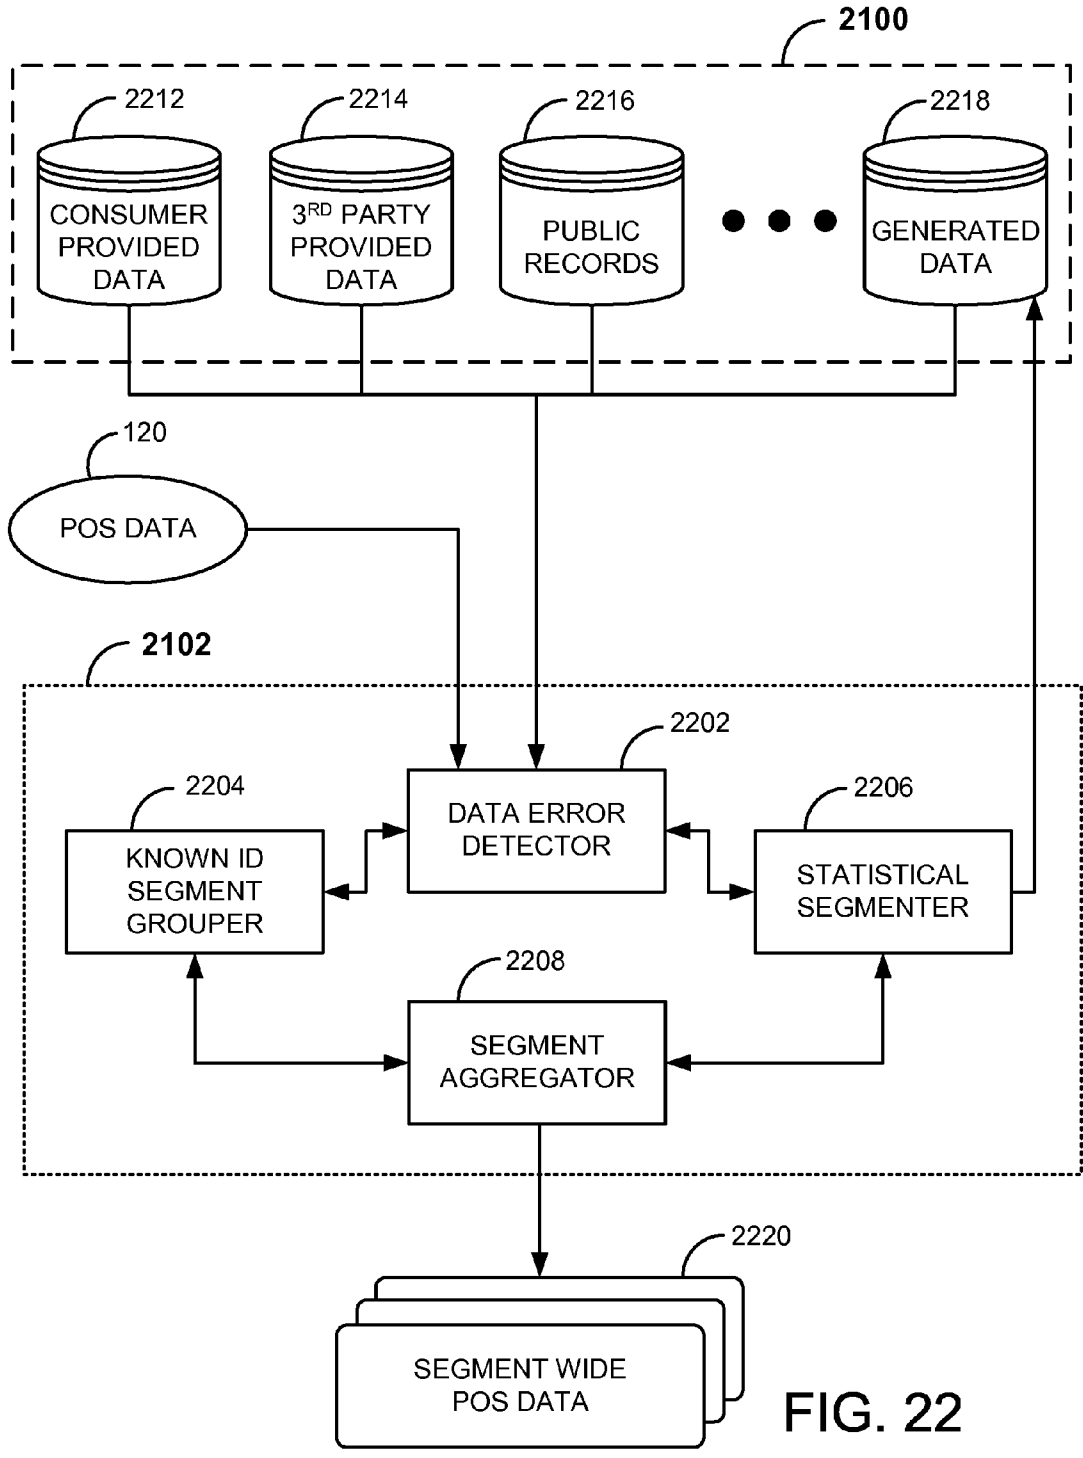 2100
2212
2214
2216
2218
CONSUMER
PROVIDED
DATA
3RD PARTY
PROVIDED
DATA
PUBLIC
RECORDS
GENERATED
DATA
120
POS DATA
2102
2202
DATA ERROR
DETECTOR
2204
KNOWN ID
SEGMENT
GROUPER
2206
STATISTICAL
SEGMENTER
2208
SEGMENT
AGGREGATOR
2220
SEGMENT WIDE
POS DATA
FIG. 22